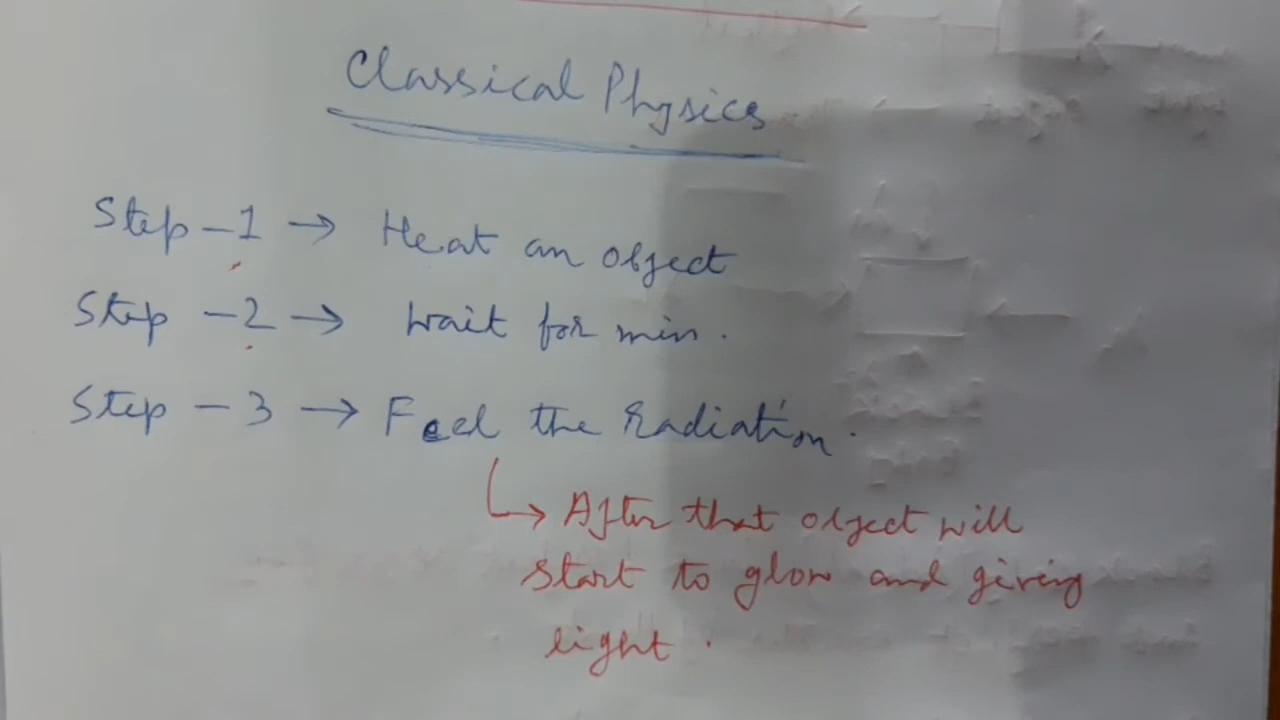 Classical Physics
Step-1 → Heat an object
Step -2 → wait for min.
Step -3 → Feel the Radiation.
↳ After that object will
start to glow and giving
light.